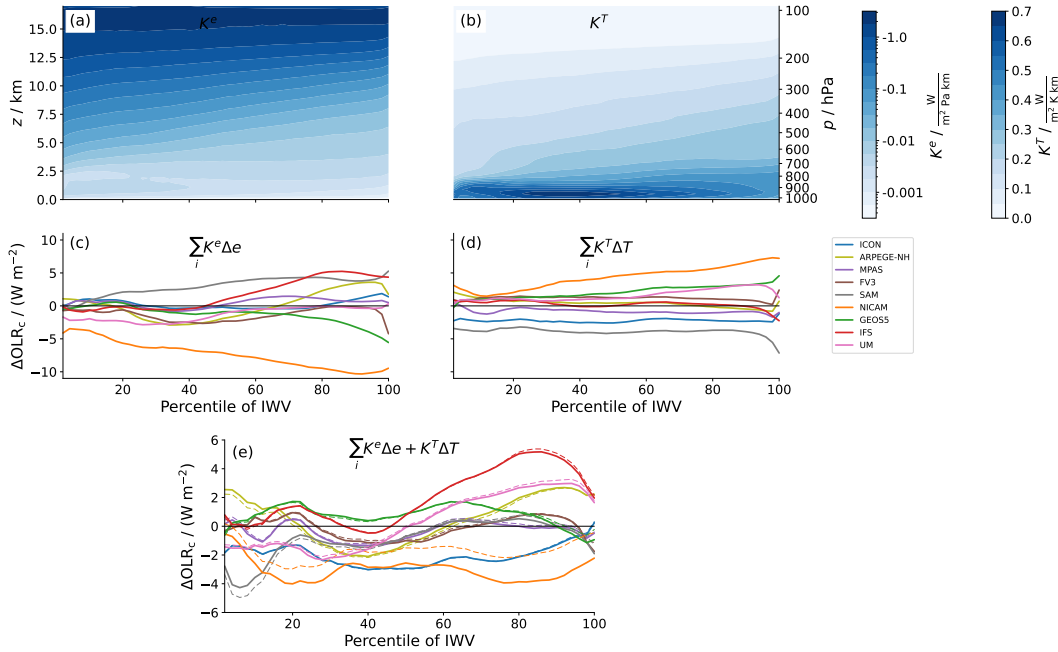 (a)
K^e
15.0
12.5
10.0
7.5
5.0
2.5
0.0
z / km
(b)
K^T
100
200
300
400
500
600
700
800
900
1000
p / hPa
-1.0
-0.1
-0.01
-0.001
K^e / W / m² Pa km
0.7
0.6
0.5
0.4
0.3
0.2
0.1
0.0
K^T / W / m² K km
(c)
∑_i K^e Δe
10
5
0
−5
−10
ΔOLR_c / (W m⁻²)
20 40 60 80 100
Percentile of IWV
(d)
∑_i K^T ΔT
20 40 60 80 100
Percentile of IWV
ICON
ARPEGE-NH
MPAS
FV3
SAM
NICAM
GEOS5
IFS
UM
(e)
∑_i K^e Δe + K^T ΔT
6
4
2
0
−2
−4
−6
ΔOLR_c / (W m⁻²)
20 40 60 80 100
Percentile of IWV